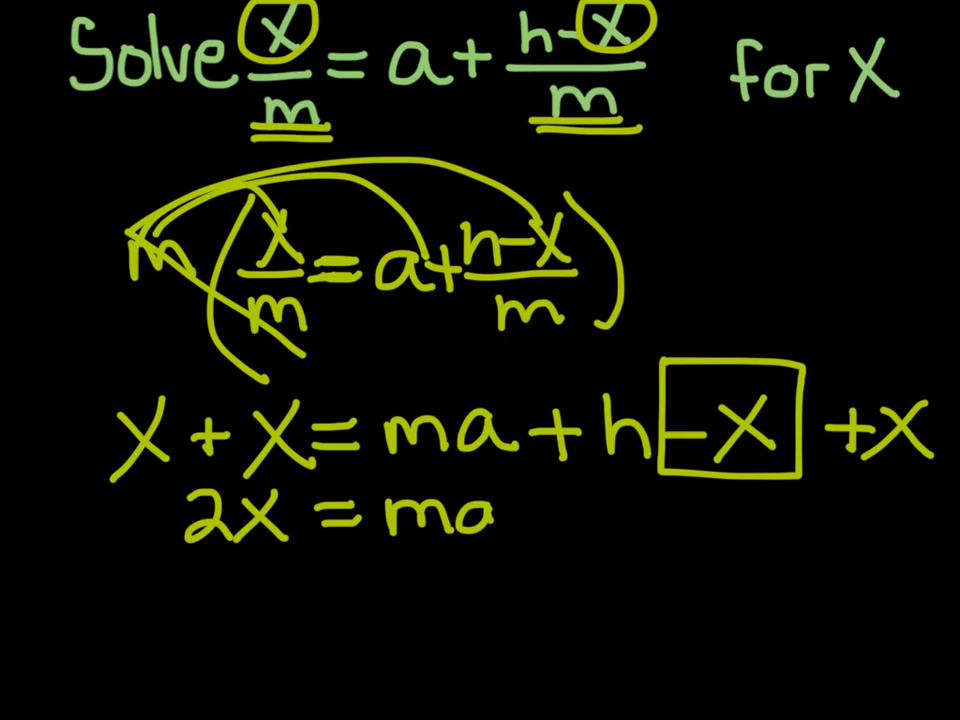 Solve x/m = a + h-x/m for x
m (x/m = a + h-x/m)
x + x = ma + h - x + x
2x = ma